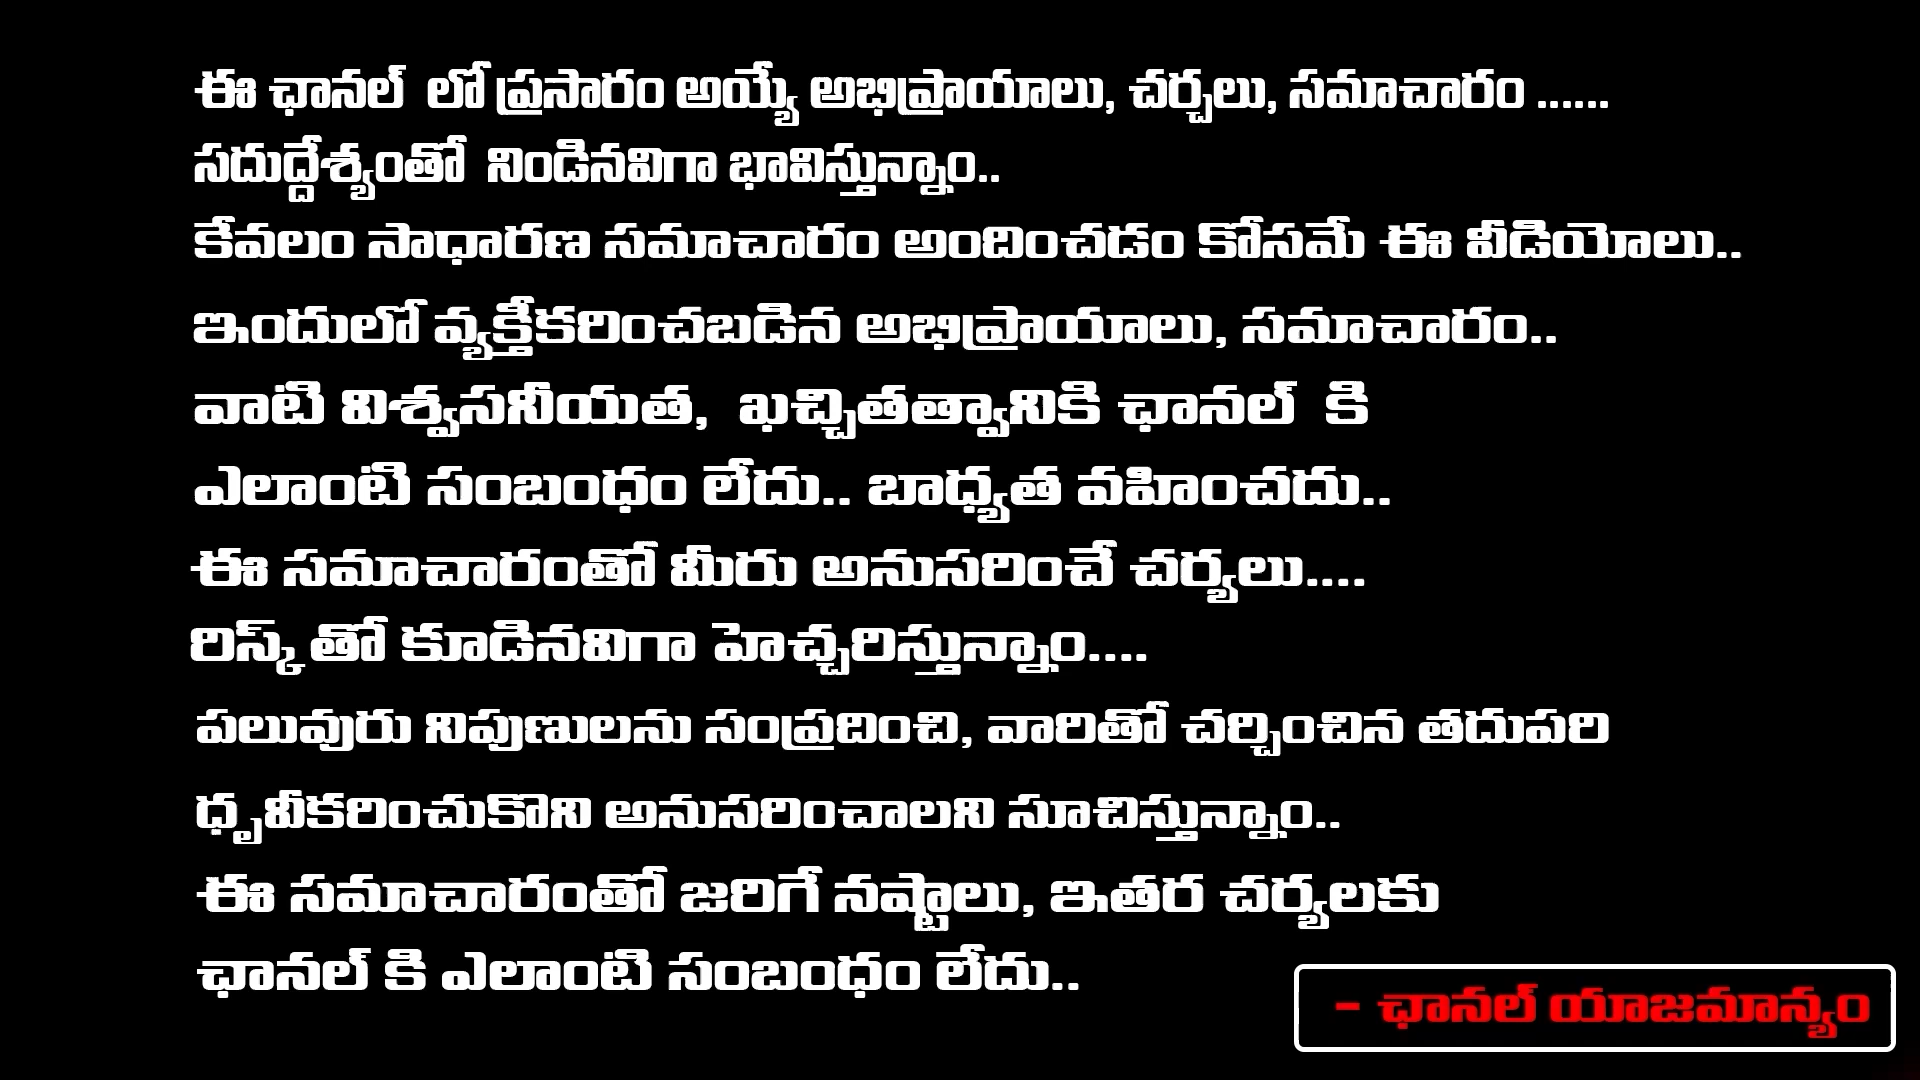 ఈ ఛానల్ లో ప్రసారం అయ్యే అభిప్రాయాలు, చర్చలు, సమాచారం ......
సదుద్దేశ్యంతో నిండినవిగా భావిస్తున్నాం..
కేవలం సాధారణ సమాచారం అందించడం కోసమే ఈ వీడియోలు..
ఇందులో వ్యక్తీకరించబడిన అభిప్రాయాలు, సమాచారం..
వాటి విశ్వసనీయత, ఖచ్చితత్వానికి ఛానల్ కి
ఎలాంటి సంబంధం లేదు.. బాధ్యత వహించదు..
ఈ సమాచారంతో మీరు అనుసరించే చర్యలు....
రిస్క్ తో కూడినవిగా హెచ్చరిస్తున్నాం....
పలువురు నిపుణులను సంప్రదించి, వారితో చర్చించిన తదుపరి
ధృవీకరించుకొని అనుసరించాలని సూచిస్తున్నాం..
ఈ సమాచారంతో జరిగే నష్టాలు, ఇతర చర్యలకు
ఛానల్ కి ఎలాంటి సంబంధం లేదు..
- ఛానల్ యాజమాన్యం